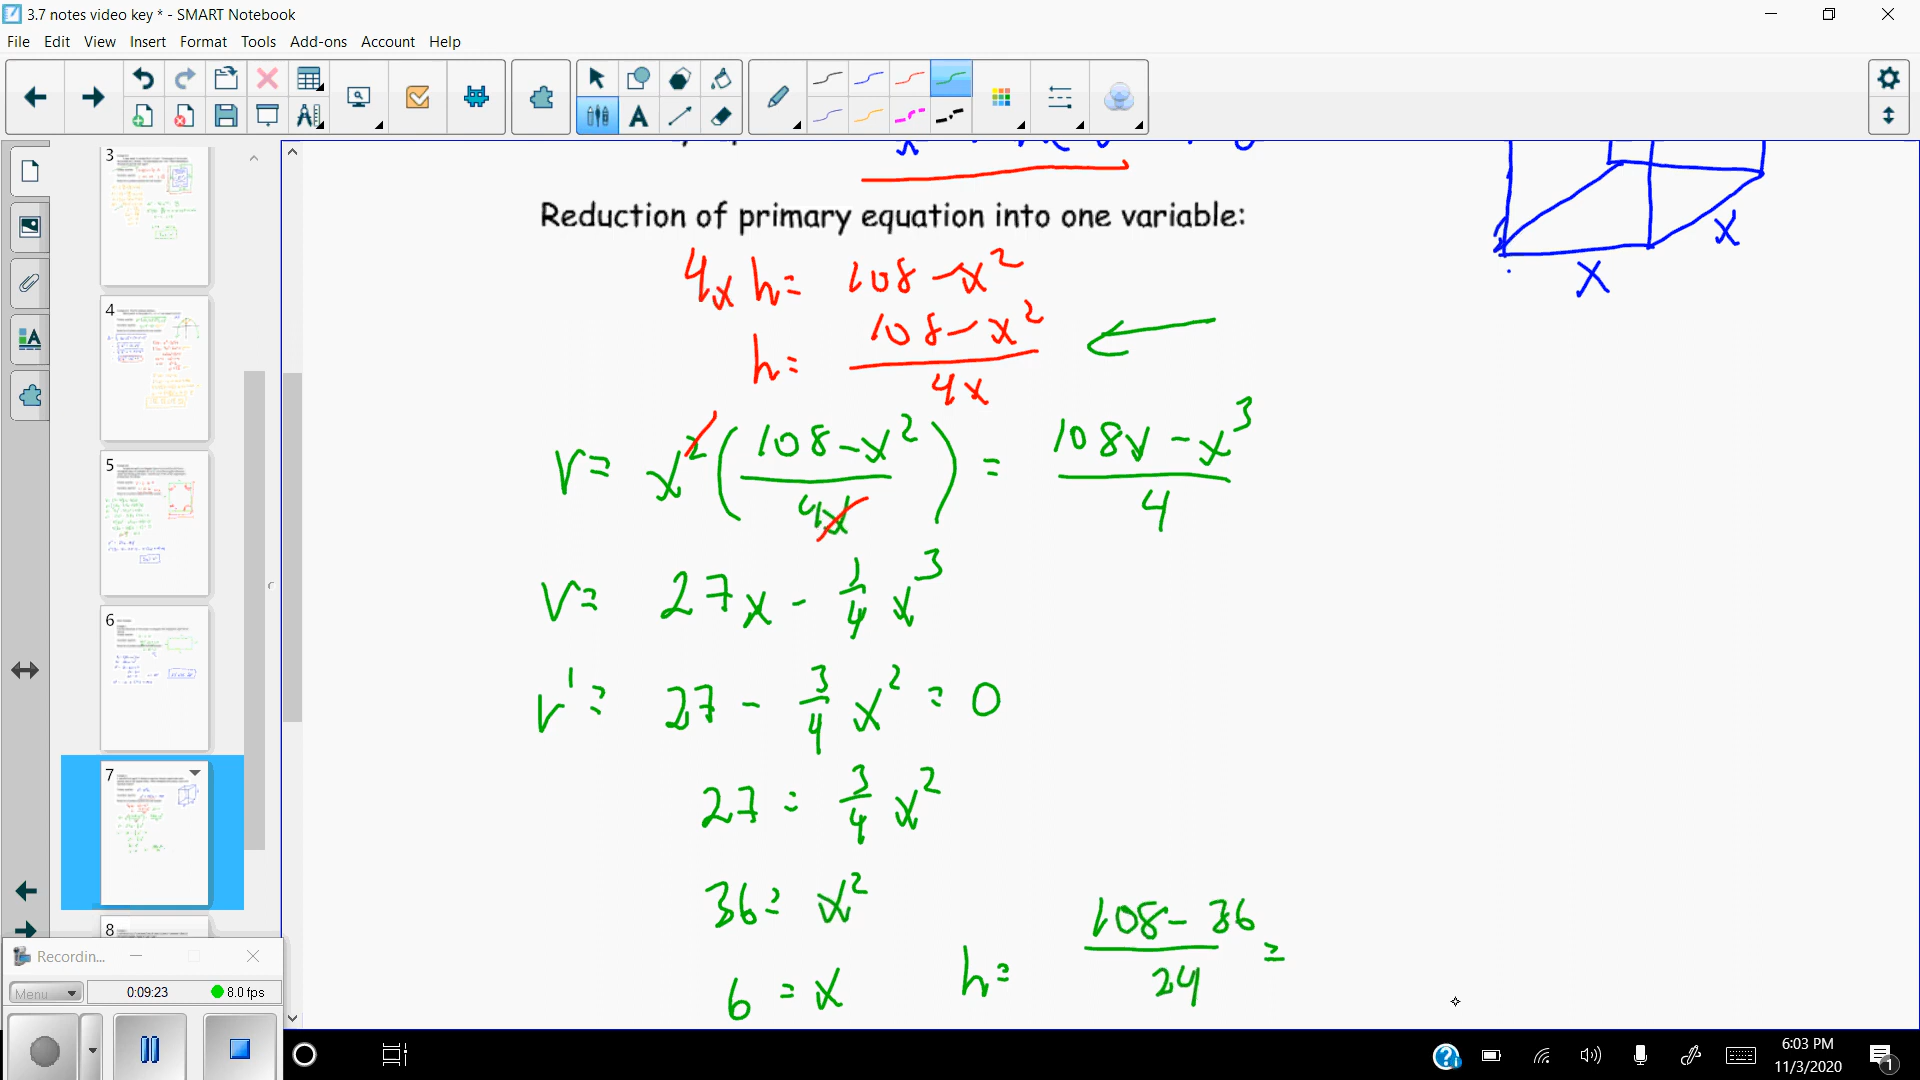 3.7 notes video key * - SMART Notebook
File Edit View Insert Format Tools Add-ons Account Help
3
4
5
6
7
8
Reduction of primary equation into one variable:
4x h = 108 - x²
h = (108 - x²)/(4x)
V = x² ((108 - x²)/(4x)) = (108x - x³)/4
V = 27x - 1/4 x³
V' = 27 - 3/4 x² = 0
27 = 3/4 x²
36 = x²
6 = x
h = (108 - 36)/24 =
x
x
Recordin...
Menu 0:09:23 8.0 fps
6:03 PM
11/3/2020
1